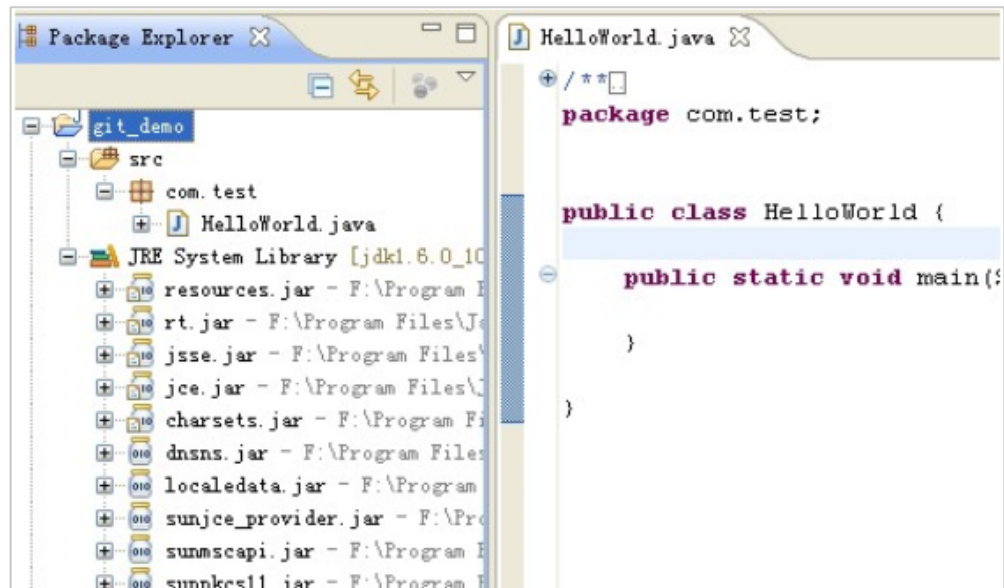 Package Explorer
git_demo
src
com.test
HelloWorld.java
JRE System Library [jdk1.6.0_10
resources.jar - F:\Program
rt.jar - F:\Program Files\Ja
jsse.jar - F:\Program Files\
jce.jar - F:\Program Files\J
charsets.jar - F:\Program Fi
dnsns.jar - F:\Program Files
localedata.jar - F:\Program
sunjce_provider.jar - F:\Pro
sunmscapi.jar - F:\Program
sunpkcs11.jar - F:\Program
HelloWorld.java
/**
package com.test;
public class HelloWorld {
public static void main(
}
}